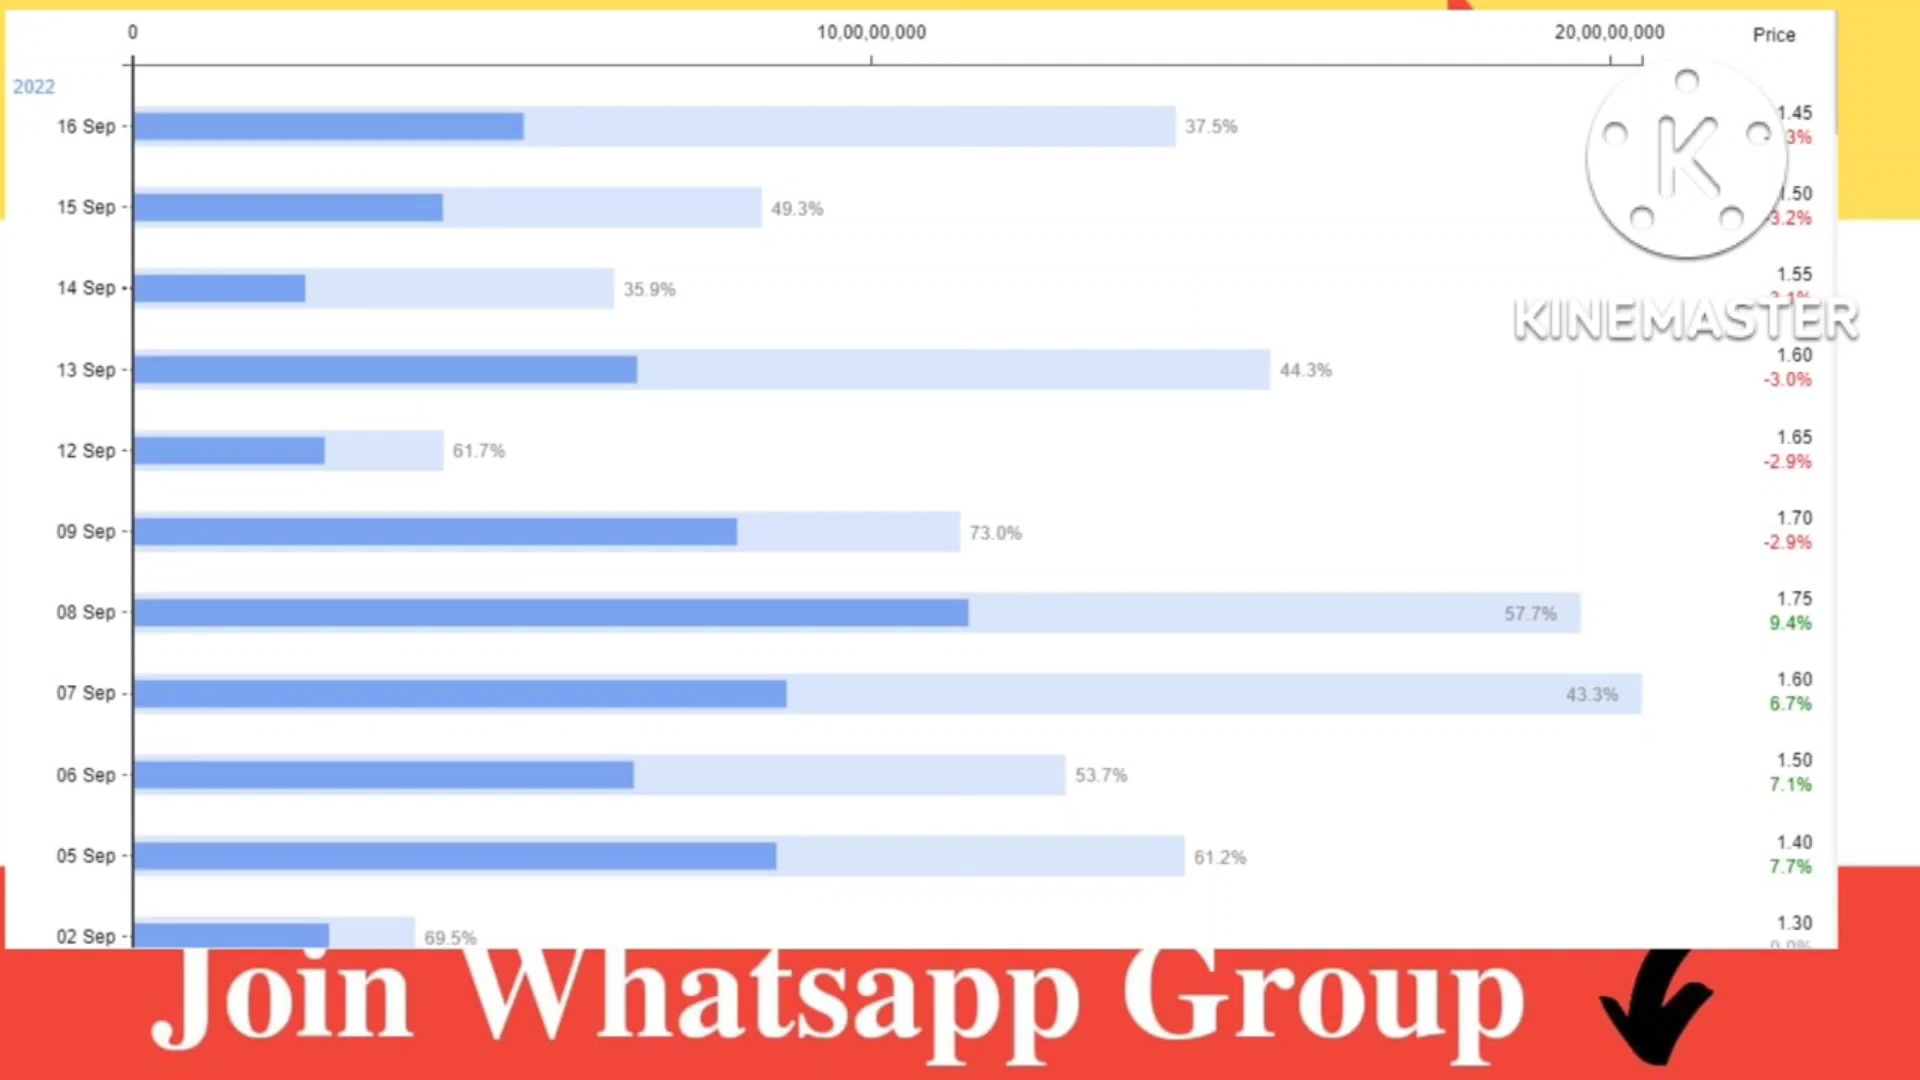 0 10,00,00,000 20,00,00,000 Price
2022
16 Sep 37.5% 1.45
3%
15 Sep 49.3% 1.50
-3.2%
14 Sep 35.9% 1.55
K
KINEMASTER
13 Sep 44.3% 1.60
-3.0%
12 Sep 61.7% 1.65
-2.9%
09 Sep 73.0% 1.70
-2.9%
08 Sep 57.7% 1.75
9.4%
07 Sep 43.3% 1.60
6.7%
06 Sep 53.7% 1.50
7.1%
05 Sep 61.2% 1.40
7.7%
02 Sep 69.5% 1.30
Join Whatsapp Group